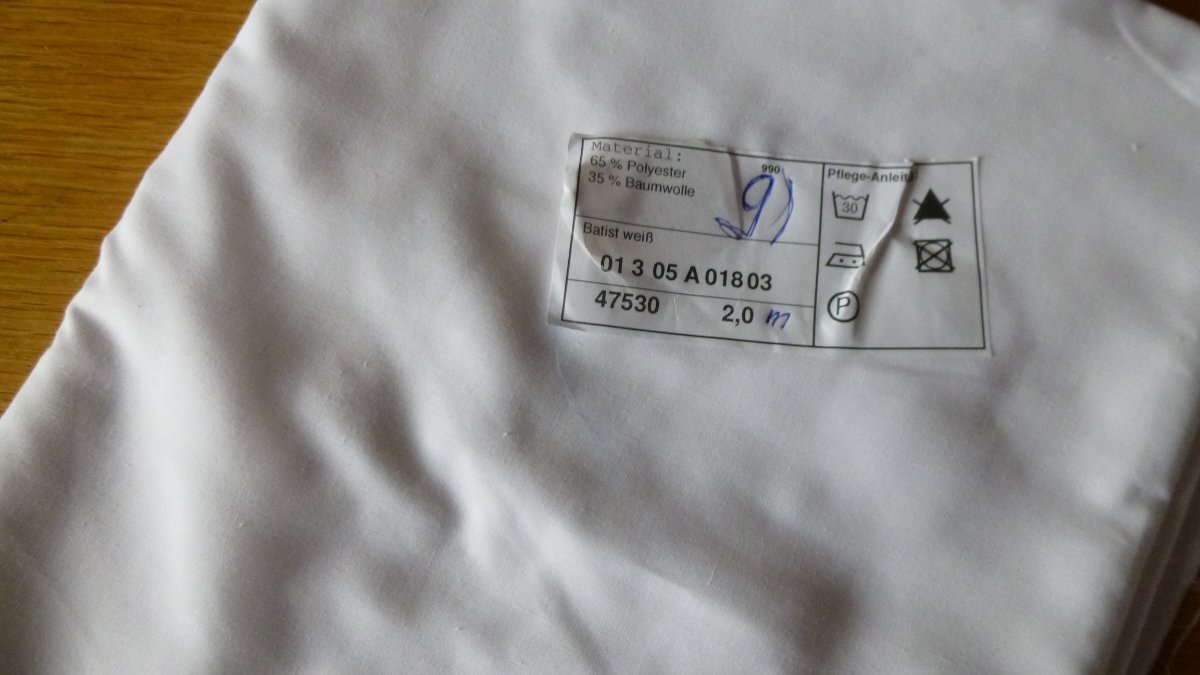 Material:
65 % Polyester
35 % Baumwolle
990
Batist weiß
01 3 05 A 018 03
47530
2,0 m
Pflege-Anleit
30
P